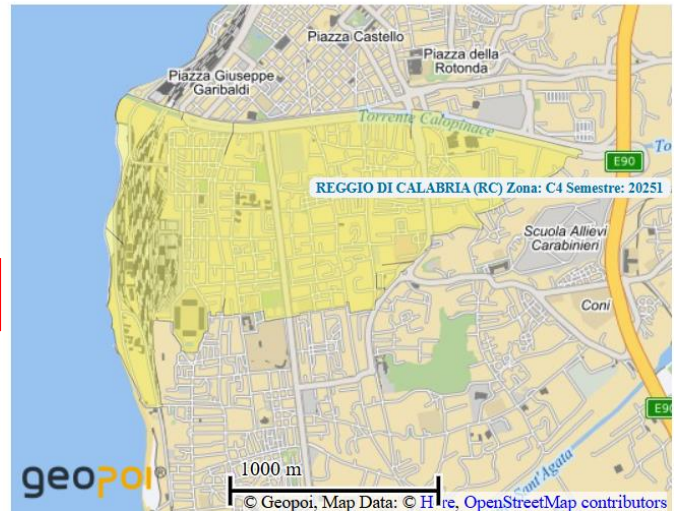 Piazza Castello
Piazza della
Rotonda
Piazza Giuseppe
Garibaldi
Torrente Calopinace
E90
To
REGGIO DI CALABRIA (RC) Zona: C4 Semestre: 20251
Scuola Allievi
Carabinieri
Coni
E90
Sant'Agata
geopoi®
1000 m
© Geopoi, Map Data: © Here, OpenStreetMap contributors